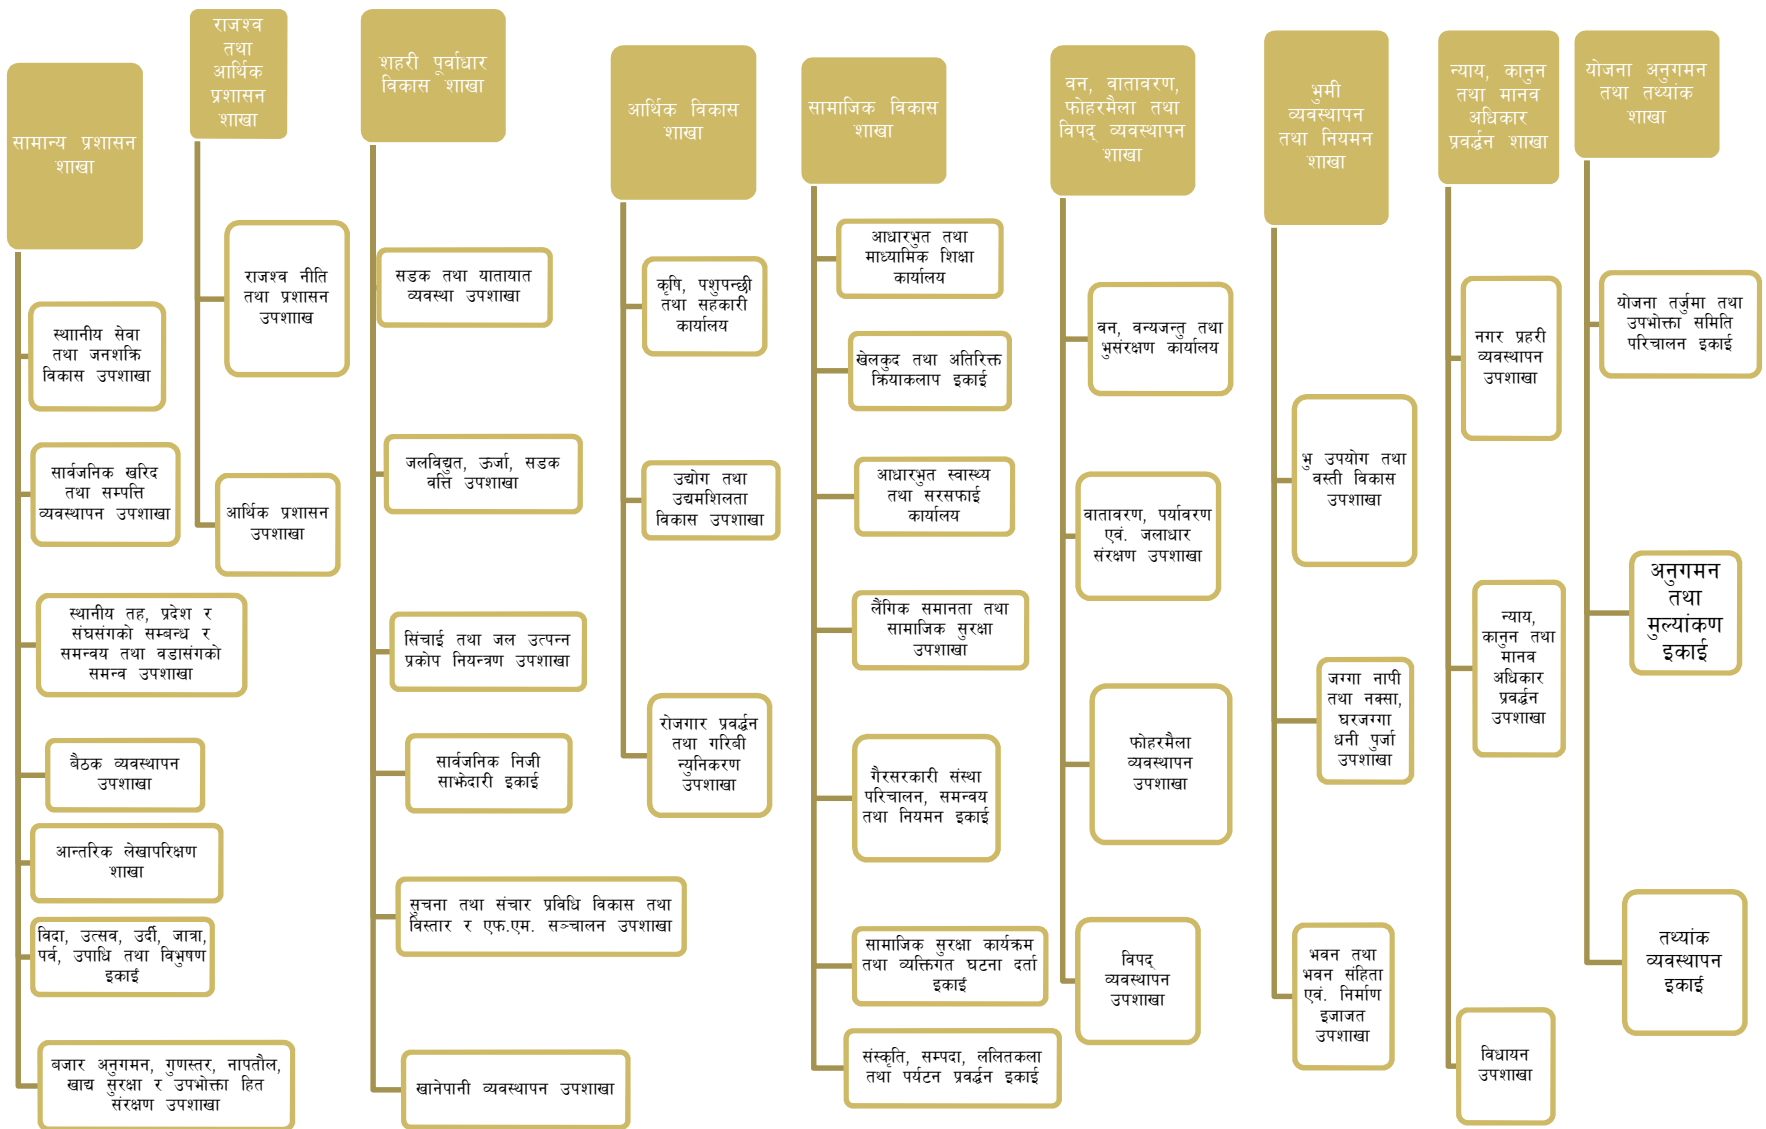 सामान्य प्रशासन
शाखा
स्थाानीय सेवा
तथा जनशक्ति
विकास उपशाखा
सार्वजनिक खरिद
तथा सम्पत्ति
व्यवस्थापन उपशाखा
स्थानीय तह, प्रदेश र
संघसंगको सम्बन्ध र
समन्वय तथा वडासंगको
समन्व उपशाखा
बैठक व्यवस्थापन
उपशाखा
आन्तरिक लेखापरिक्षण
शाखा
विदा, उत्सव, उर्दी, जात्रा,
पर्व, उपाधि तथा विभुषण
इकाई
बजार अनुगमन, गुणस्तर, नापतौल,
खाद्य सुरक्षा र उपभोक्ता हित
संरक्षण उपशाखा
राजश्व
तथा
आर्थिक
प्रशासन
शाखा
राजश्व नीति
तथा प्रशासन
उपशााख
आर्थिक प्रशासन
उपशाखा
शहरी पूर्वाधार
विकास शाखा
सडक तथा यातायात
व्यवस्था उपशाखा
जलविद्युत, ऊर्जा, सडक
वत्ति उपशाखा
सिंचाई तथा जल उत्पन्न
प्रकोप नियन्त्रण उपशाखा
सार्वजनिक निजी
साझेदारी इकाई
सुचना तथा संचार प्रविधि विकास तथा
विस्तार र एफ.एम. सञ्चालन उपशाखा
खानेपानी व्यवस्थापन उपशाखा
आर्थिक विकास
शाखा
कृषि, पशुपन्छी
तथा सहकारी
कार्यालय
उद्योग तथा
उद्यमशिलता
विकास उपशाखा
रोजगार प्रवर्द्धन
तथा गरिबी
न्युनिकरण
उपशाखा
सामाजिक विकास
शाखा
आधारभुत तथा
माध्यामिक शिक्षा
कार्यालय
खेलकुद तथा अतिरिक्त
क्रियाकलाप इकाई
आधारभुत स्वास्थ्य
तथा सरसफाई
कार्यालय
लैंगिक समानता तथा
सामाजिक सुरक्षा
उपशाखा
गैरसरकारी संस्था
परिचालन, समन्वय
तथा नियमन इकाई
सामाजिक सुरक्षा कार्यक्रम
तथा व्यक्तिगत घटना दर्ता
इकाई
संस्कृति, सम्पदा, ललितकला
तथा पर्यटन प्रवर्द्धन इकाई
वन, वातावरण,
फोहरमैला तथा
विपद् व्यवस्थापन
शाखा
वन, वन्यजन्तु तथा
भुसंरक्षण कार्यालय
वातावरण, पर्यावरण
एवं. जलाधार
संरक्षण उपशाखा
फोहरमैला
व्यवस्थापन
उपशाखा
विपद्
व्यवस्थापन
उपशाखा
भुमी
व्यवस्थापन
तथा नियमन
शाखा
भु उपयोग तथा
वस्ती विकास
उपशाखा
जग्गा नापी
तथा नक्सा,
घरजग्गा
धनी पुर्जा
उपशाखा
भवन तथा
भवन संहिता
एवं. निर्माण
इजाजत
उपशाखा
न्याय, कानुन
तथा मानव
अधिकार
प्रवर्द्धन शाखा
नगर प्रहरी
व्यवस्थापन
उपशाखा
न्याय,
कानुन तथा
मानव
अधिकार
प्रवर्द्धन
उपशाखा
विधायन
उपशाखा
योजना अनुगमन
तथा तथ्यांक
शाखा
योजना तर्जुमा तथा
उपभोक्ता समिति
परिचालन इकाई
अनुगमन
तथा
मुल्यांकण
इकाई
तथ्यांक
व्यवस्थापन
इकाई